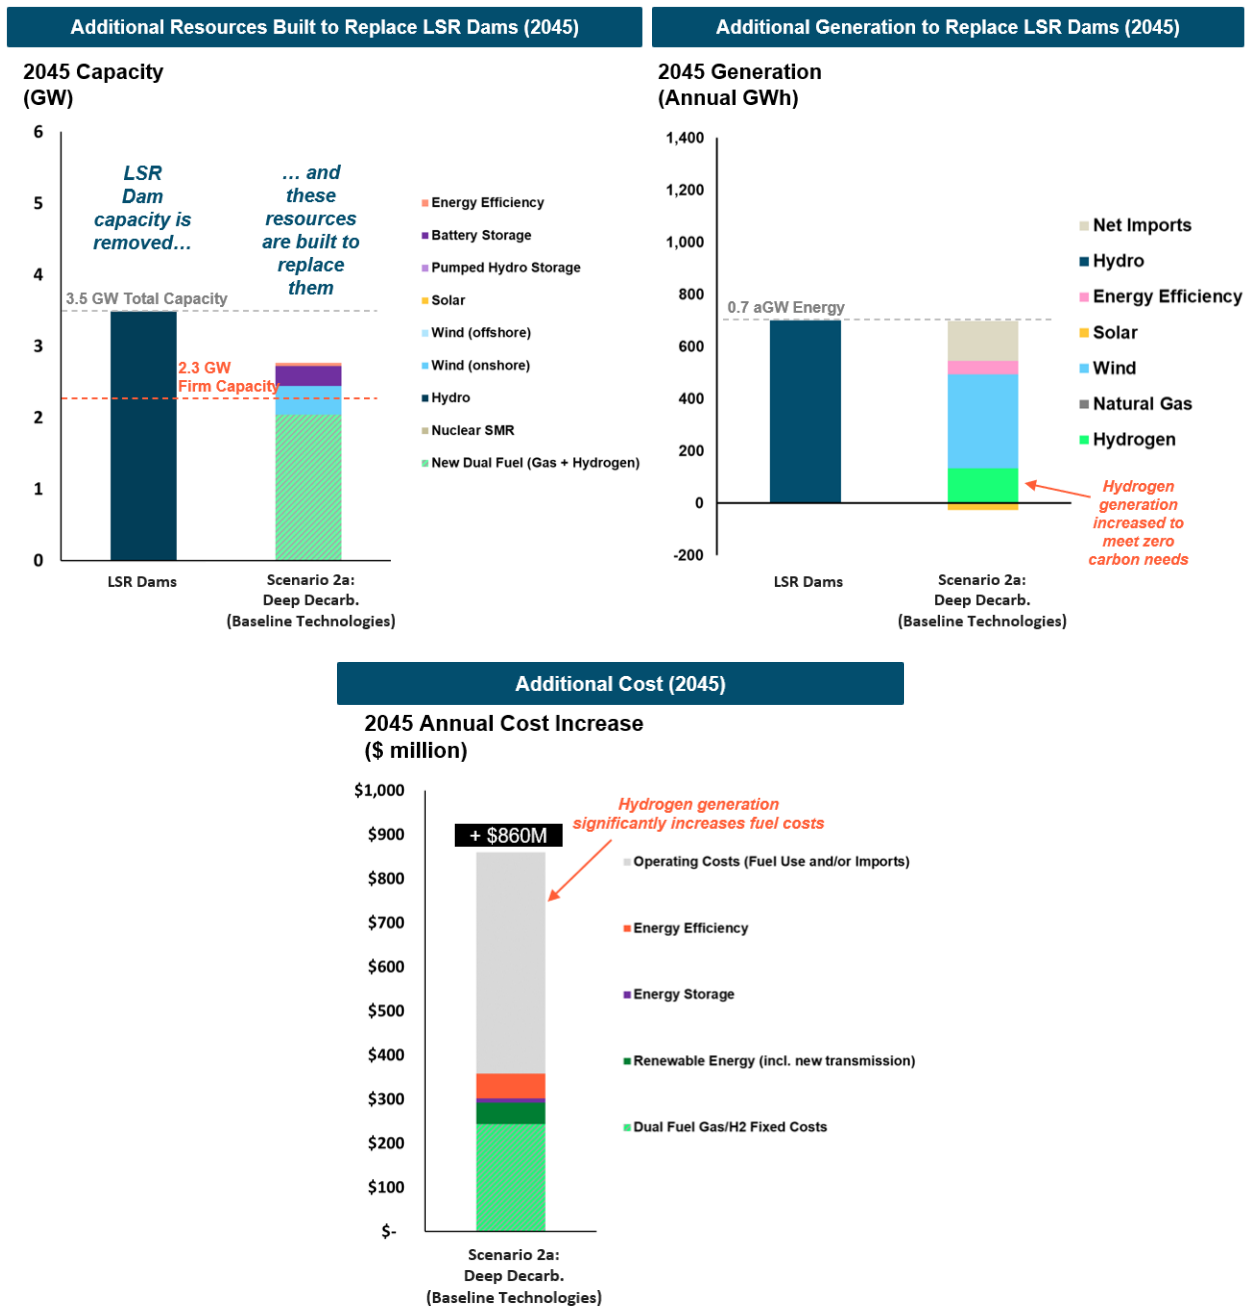 Additional Resources Built to Replace LSR Dams (2045)
2045 Capacity
(GW)
6
5
4
3
2
1
0
LSR
Dam
capacity is
removed…
… and
these
resources
are built to
replace
them
3.5 GW Total Capacity
2.3 GW
Firm Capacity
LSR Dams
Scenario 2a:
Deep Decarb.
(Baseline Technologies)
Energy Efficiency
Battery Storage
Pumped Hydro Storage
Solar
Wind (offshore)
Wind (onshore)
Hydro
Nuclear SMR
New Dual Fuel (Gas + Hydrogen)
Additional Generation to Replace LSR Dams (2045)
2045 Generation
(Annual GWh)
1,400
1,200
1,000
800
600
400
200
0
-200
0.7 aGW Energy
LSR Dams
Scenario 2a:
Deep Decarb.
(Baseline Technologies)
Net Imports
Hydro
Energy Efficiency
Solar
Wind
Natural Gas
Hydrogen
Hydrogen
generation
increased to
meet zero
carbon needs
Additional Cost (2045)
2045 Annual Cost Increase
($ million)
$1,000
$900
$800
$700
$600
$500
$400
$300
$200
$100
$-
+ $860M
Hydrogen generation
significantly increases fuel costs
Operating Costs (Fuel Use and/or Imports)
Energy Efficiency
Energy Storage
Renewable Energy (incl. new transmission)
Dual Fuel Gas/H2 Fixed Costs
Scenario 2a:
Deep Decarb.
(Baseline Technologies)